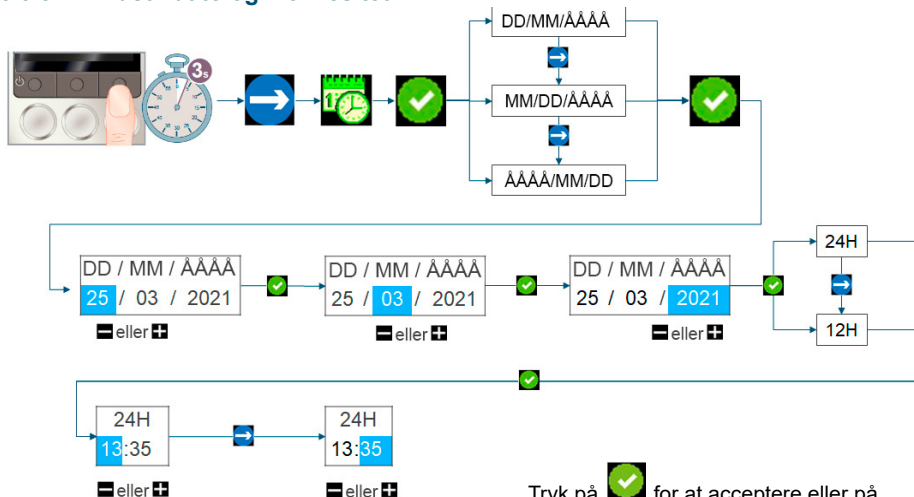 DD/MM/ÅÅÅÅ
3s
MM/DD/ÅÅÅÅ
ÅÅÅÅ/MM/DD
DD / MM / ÅÅÅÅ
25 / 03 / 2021
eller
DD / MM / ÅÅÅÅ
25 / 03 / 2021
eller
DD / MM / ÅÅÅÅ
25 / 03 / 2021
eller
24H
12H
24H
13:35
eller
24H
13:35
eller
Tryk på for at acceptere eller på